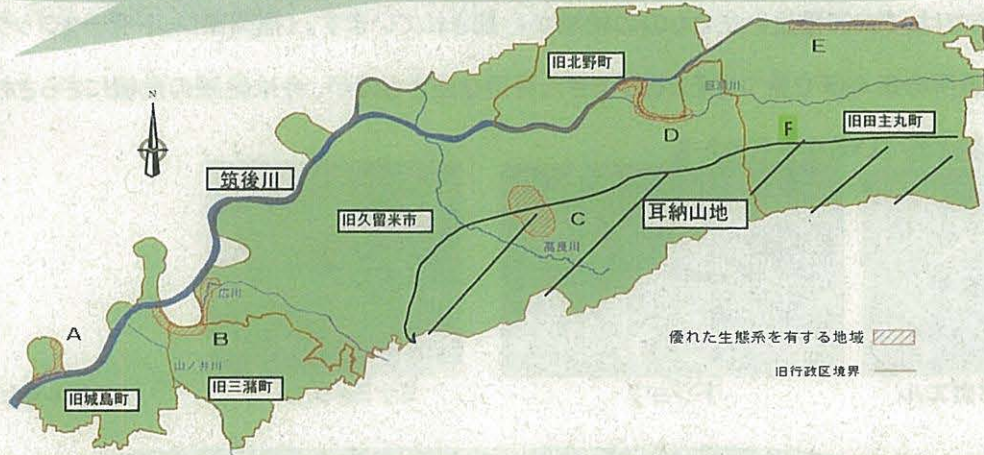 E
旧北野町
巨瀬川
N
D
F
旧田主丸町
筑後川
旧久留米市
C
耳納山地
高良川
広川
A
B
優れた生態系を有する地域
山ノ井川
旧行政区境界
旧城島町
旧三潴町